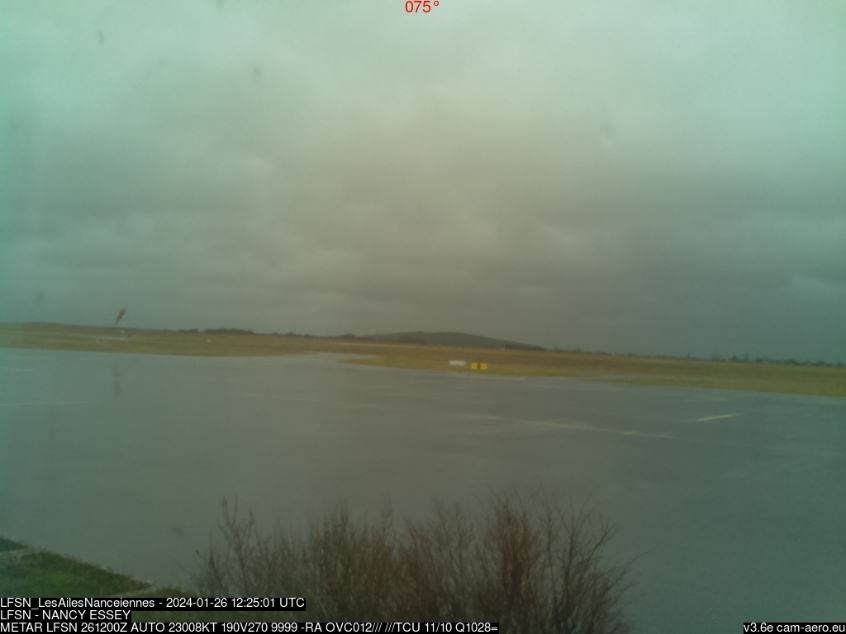 075°
LFSN_LesAilesNanceiennes - 2024-01-26 12:25:01 UTC
LFSN - NANCY ESSEY
METAR LFSN 261200Z AUTO 23008KT 190V270 9999 -RA OVC012/// ///TCU 11/10 Q1028= v3.6e cam-aero.eu